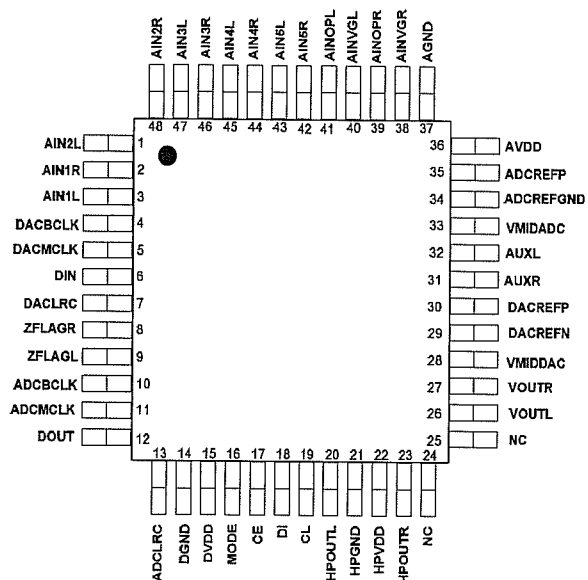 AIN2R
AIN3L
AIN3R
AIN4L
AIN4R
AIN5L
AIN5R
AINOPL
AINVGL
AINOPR
AINVGR
AGND
48 47 46 45 44 43 42 41 40 39 38 37
AIN2L 1
AIN1R 2
AIN1L 3
DACBCLK 4
DACMCLK 5
DIN 6
DACLRC 7
ZFLAGR 8
ZFLAGL 9
ADCBCLK 10
ADCMCLK 11
DOUT 12
36 AVDD
35 ADCREFP
34 ADCREFGND
33 VMIDADC
32 AUXL
31 AUXR
30 DACREFP
29 DACREFN
28 VMIDDAC
27 VOUTR
26 VOUTL
25 NC
13 14 15 16 17 18 19 20 21 22 23 24
ADCLRC
DGND
DVDD
MODE
CE
DI
CL
HPOUTL
HPGND
HPVDD
HPOUTR
NC